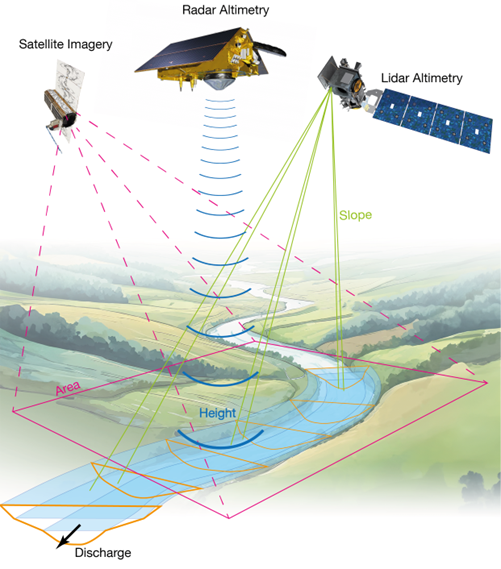 Radar Altimetry
Satellite Imagery
Lidar Altimetry
Slope
Area
Height
Discharge